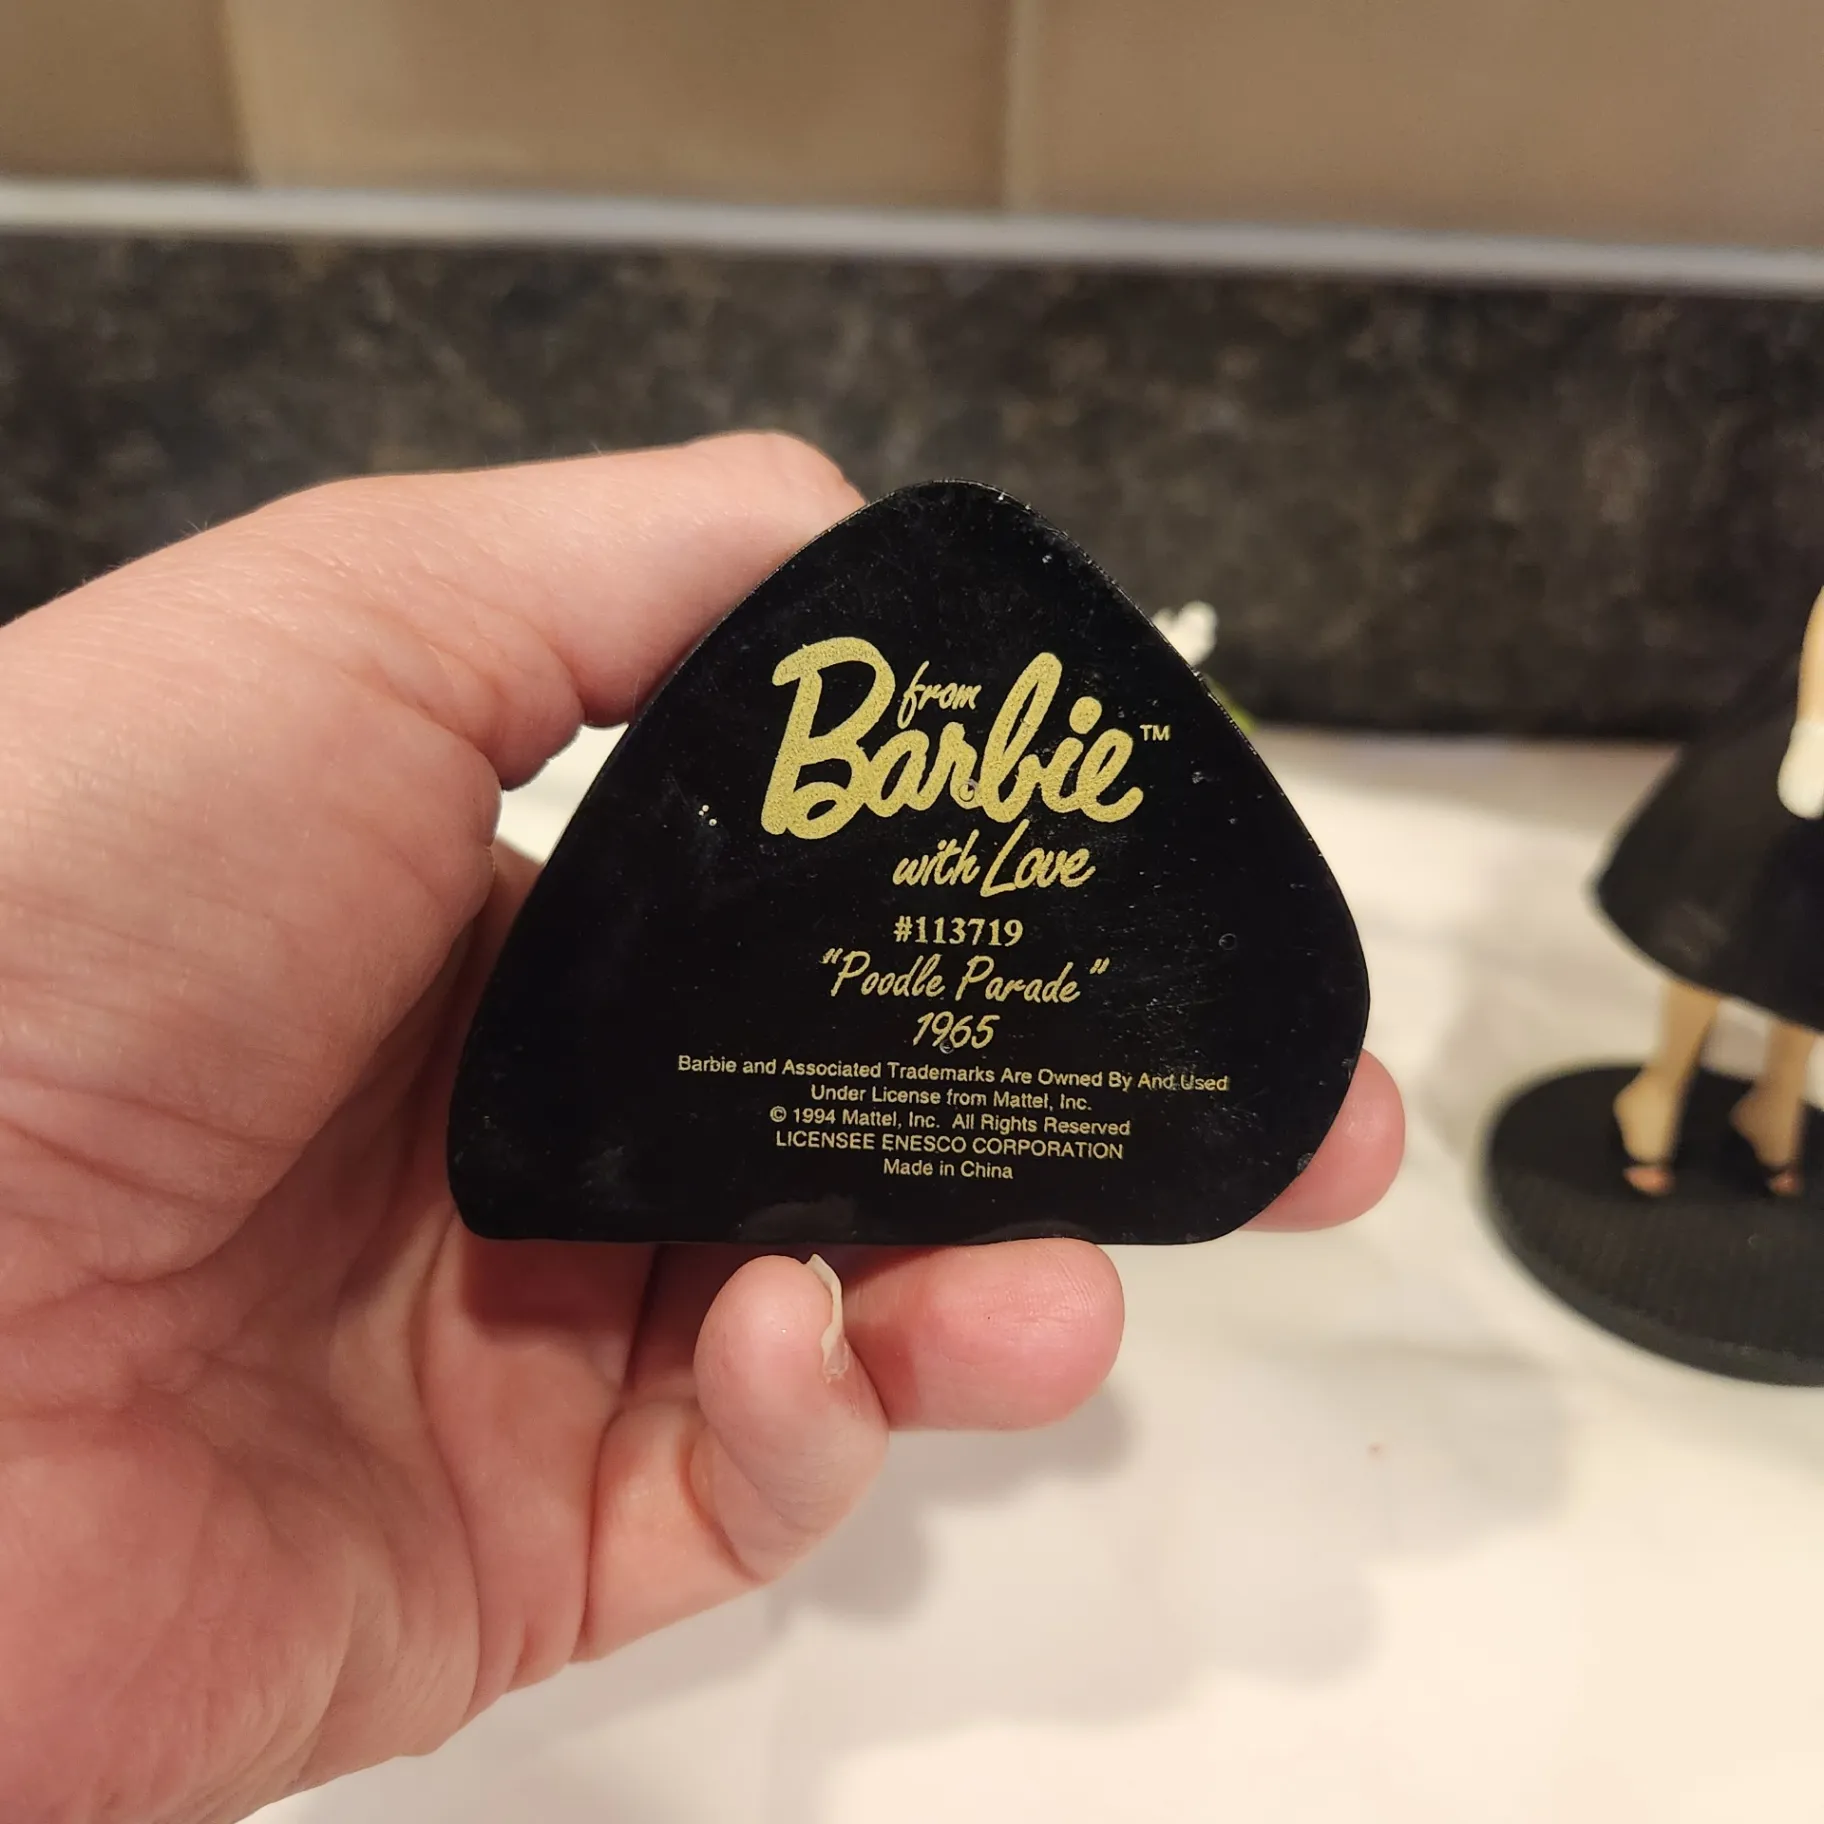 from
Barbie™
with Love
#113719
"Poodle Parade"
1965
Barbie and Associated Trademarks Are Owned By And Used
Under License from Mattel, Inc.
© 1994 Mattel, Inc. All Rights Reserved
LICENSEE ENESCO CORPORATION
Made in China